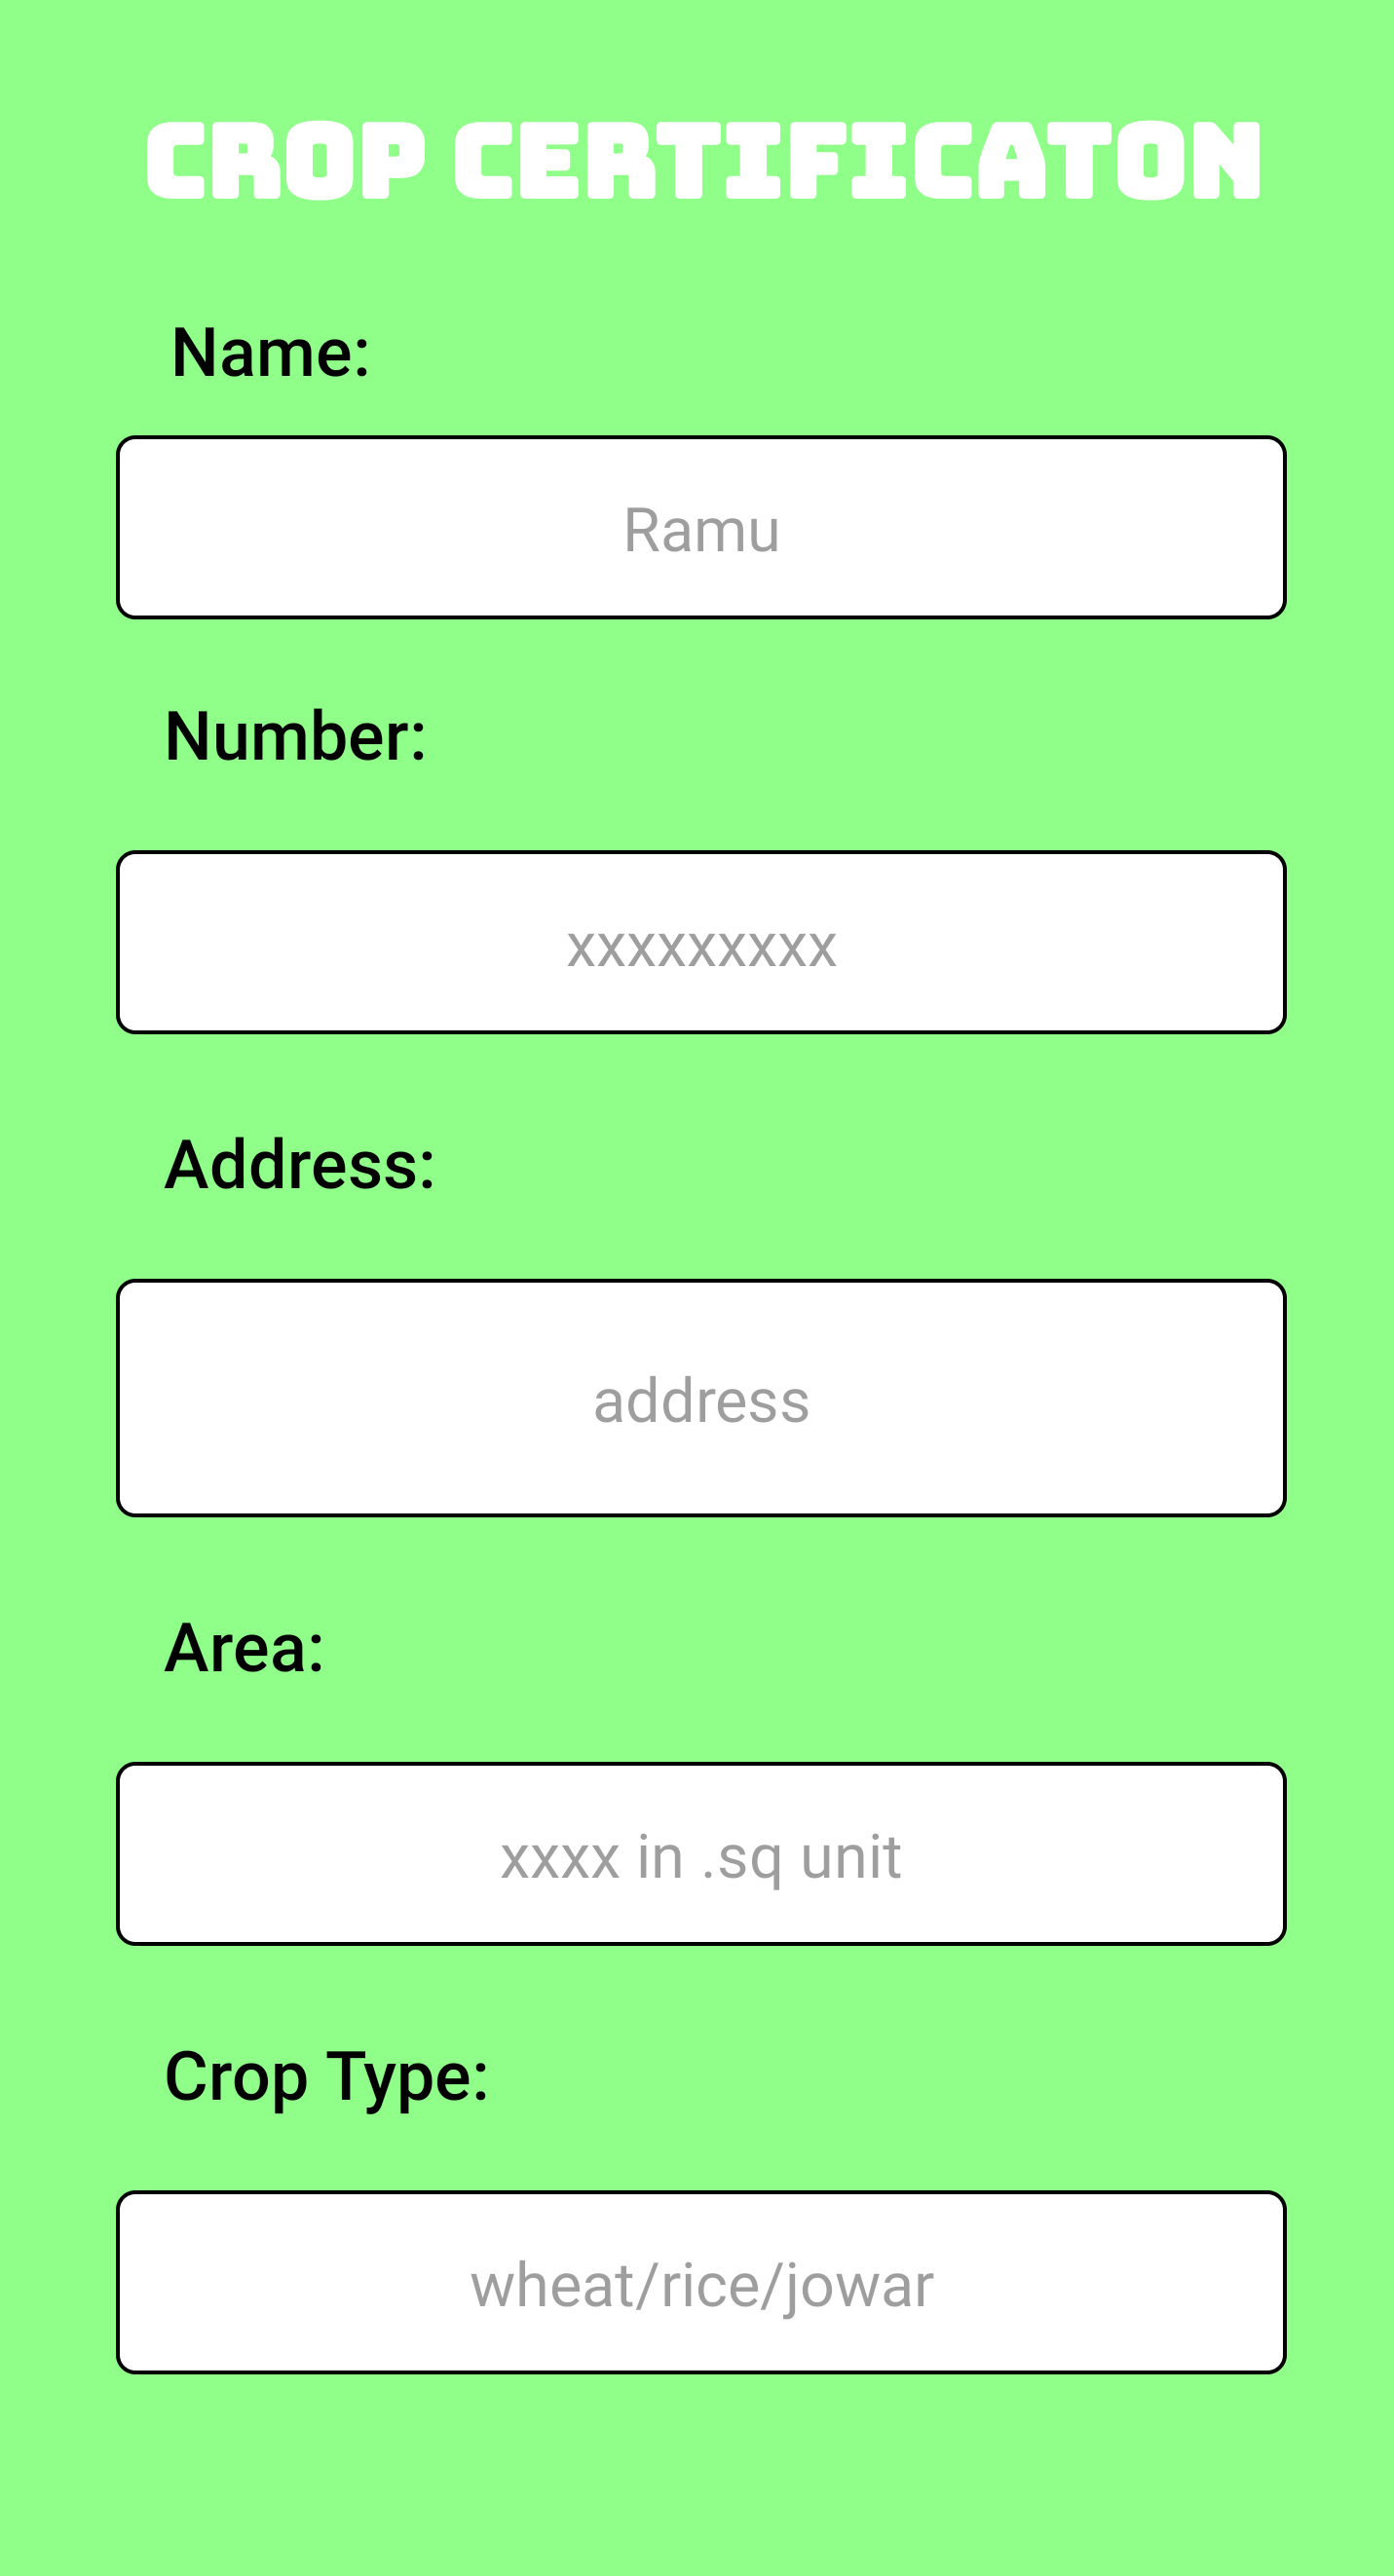 CROP CERTIFICATON
Name:
Ramu
Number:
xxxxxxxxx
Address:
address
Area:
xxxx in .sq unit
Crop Type:
wheat/rice/jowar